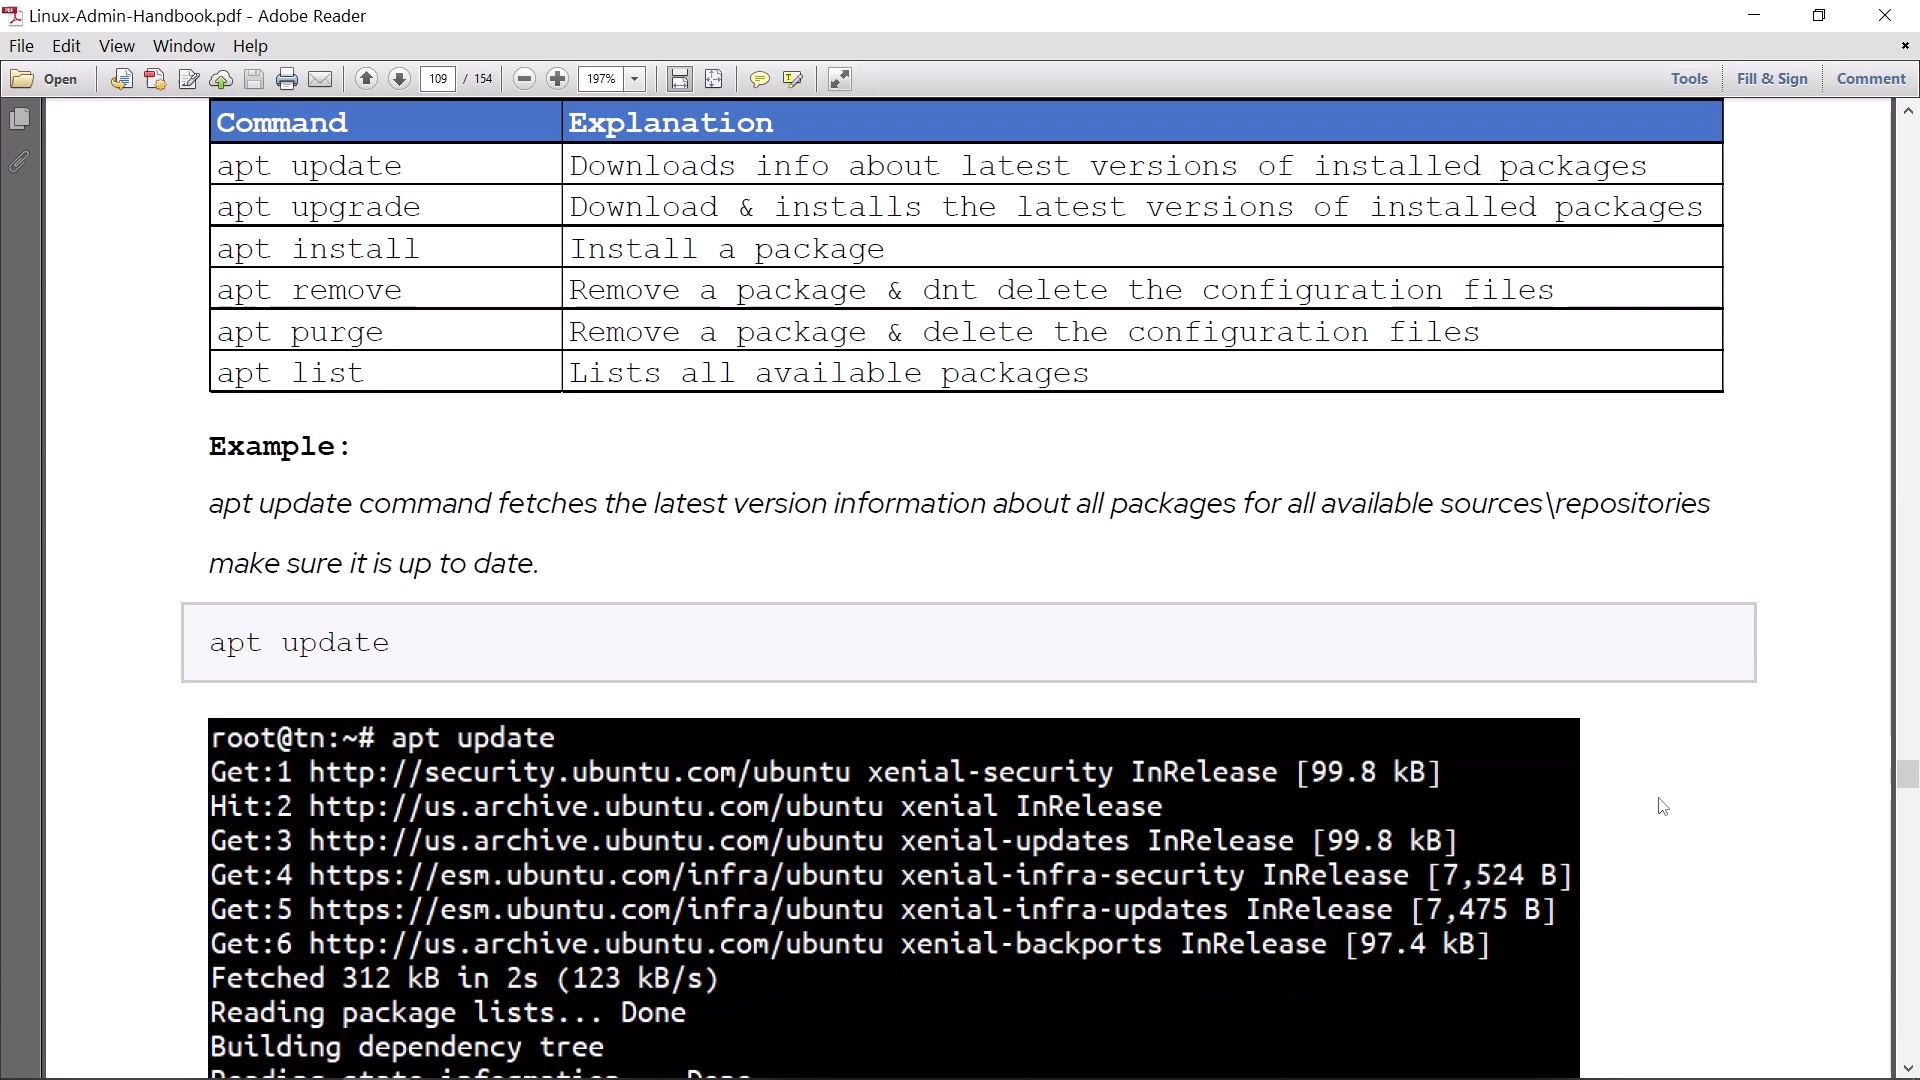 Linux-Admin-Handbook.pdf - Adobe Reader
File Edit View Window Help
Open 109 / 154 197% Tools Fill & Sign Comment
Command Explanation
apt update Downloads info about latest versions of installed packages
apt upgrade Download & installs the latest versions of installed packages
apt install Install a package
apt remove Remove a package & dnt delete the configuration files
apt purge Remove a package & delete the configuration files
apt list Lists all available packages
Example:
apt update command fetches the latest version information about all packages for all available sources\repositories
make sure it is up to date.
apt update
root@tn:~# apt update
Get:1 http://security.ubuntu.com/ubuntu xenial-security InRelease [99.8 kB]
Hit:2 http://us.archive.ubuntu.com/ubuntu xenial InRelease
Get:3 http://us.archive.ubuntu.com/ubuntu xenial-updates InRelease [99.8 kB]
Get:4 https://esm.ubuntu.com/infra/ubuntu xenial-infra-security InRelease [7,524 B]
Get:5 https://esm.ubuntu.com/infra/ubuntu xenial-infra-updates InRelease [7,475 B]
Get:6 http://us.archive.ubuntu.com/ubuntu xenial-backports InRelease [97.4 kB]
Fetched 312 kB in 2s (123 kB/s)
Reading package lists... Done
Building dependency tree